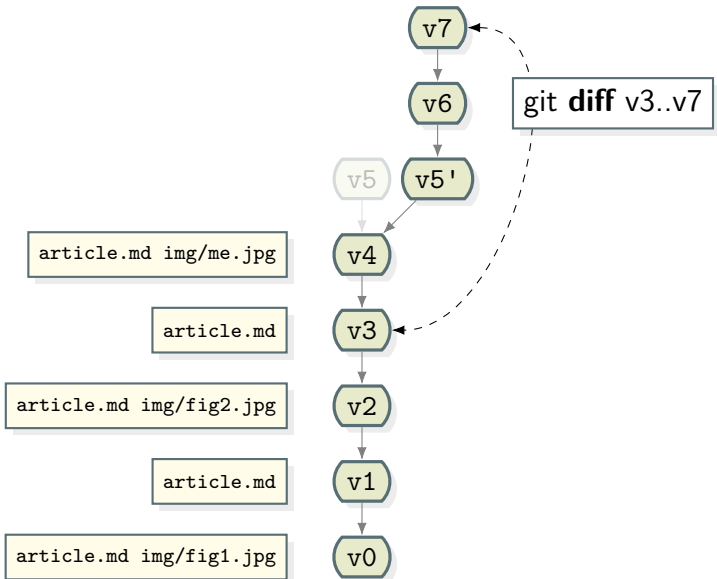 v7
v6
git diff v3..v7
v5 v5'
article.md img/me.jpg v4
article.md v3
article.md img/fig2.jpg v2
article.md v1
article.md img/fig1.jpg v0